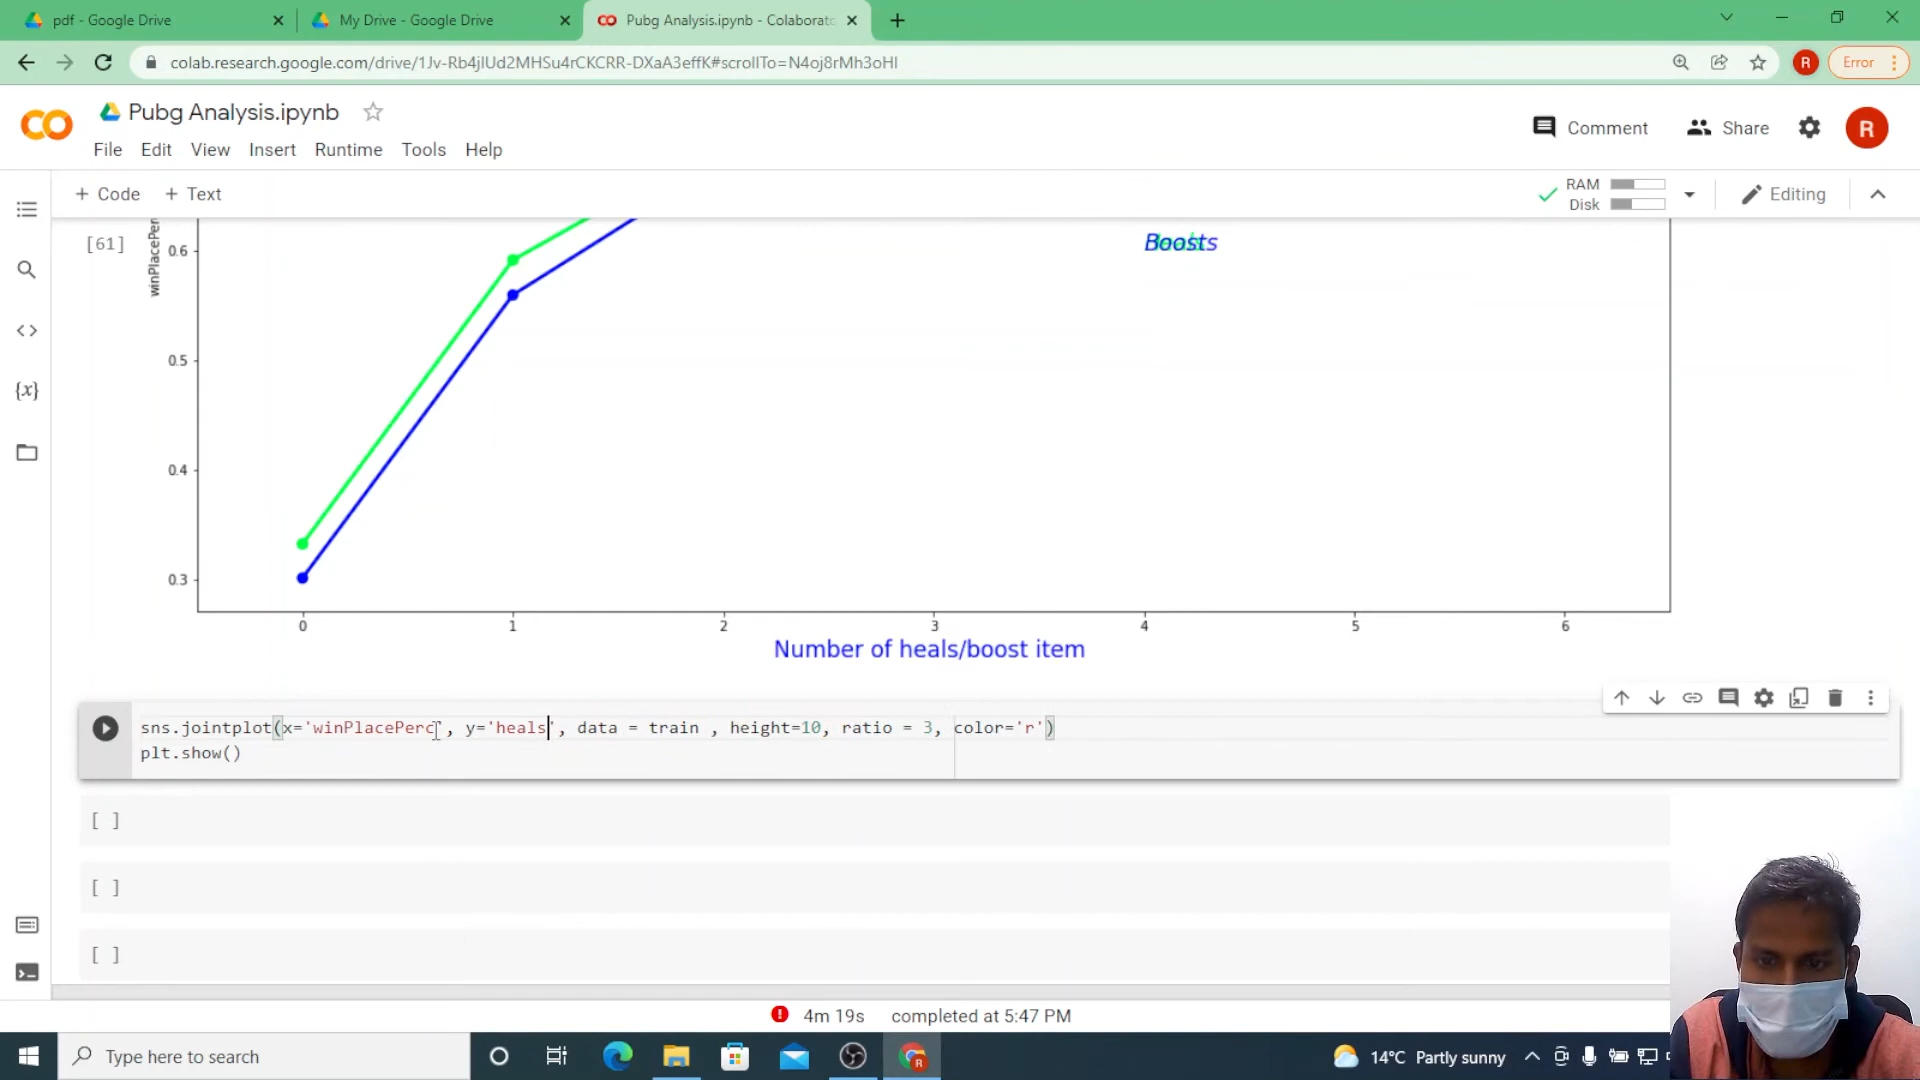 pdf - Google Drive
My Drive - Google Drive
Pubg Analysis.ipynb - Colaborato
colab.research.google.com/drive/1Jv-Rb4jlUd2MHSu4rCKCRR-DXaA3effK#scrollTo=N4oj8rMh3oHI
R
Error
Pubg Analysis.ipynb
Comment
Share
R
File Edit View Insert Runtime Tools Help
+ Code + Text
RAM
Disk
Editing
[61]
winPlacePer
0.6
0.5
0.4
0.3
Boosts
0 1 2 3 4 5 6
Number of heals/boost item
sns.jointplot(x='winPlacePerc', y='heals', data = train , height=10, ratio = 3, color='r')
plt.show()
[ ]
[ ]
[ ]
4m 19s completed at 5:47 PM
Type here to search
14°C Partly sunny